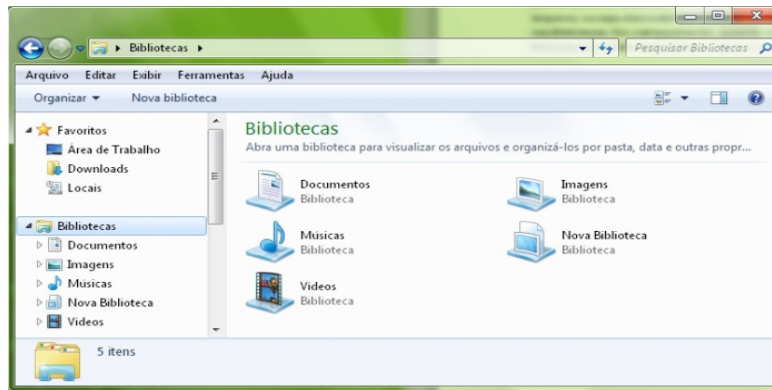 Bibliotecas
Pesquisar Bibliotecas
Arquivo Editar Exibir Ferramentas Ajuda
Organizar Nova biblioteca
Favoritos
Área de Trabalho
Downloads
Locais
Bibliotecas
Documentos
Imagens
Músicas
Nova Biblioteca
Vídeos
Bibliotecas
Abra uma biblioteca para visualizar os arquivos e organizá-los por pasta, data e outras propr...
Documentos
Biblioteca
Imagens
Biblioteca
Músicas
Biblioteca
Nova Biblioteca
Biblioteca
Vídeos
Biblioteca
5 itens